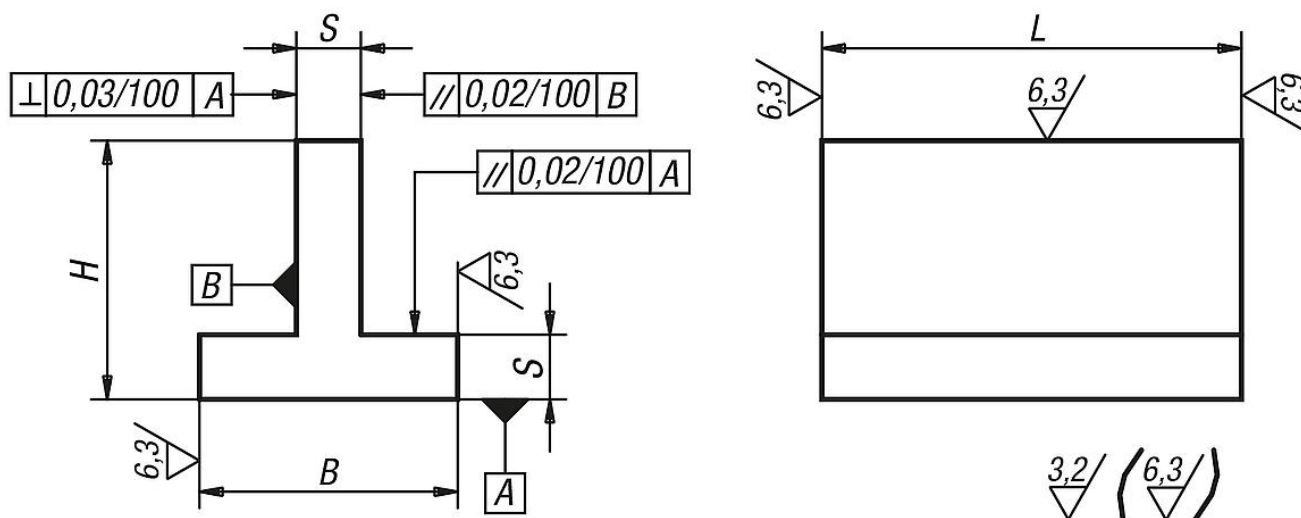 S
L
⊥ 0,03/100 A
// 0,02/100 B
6,3
6,3
6,3
// 0,02/100 A
H
B
6,3
S
6,3
B
A
3,2 (6,3)